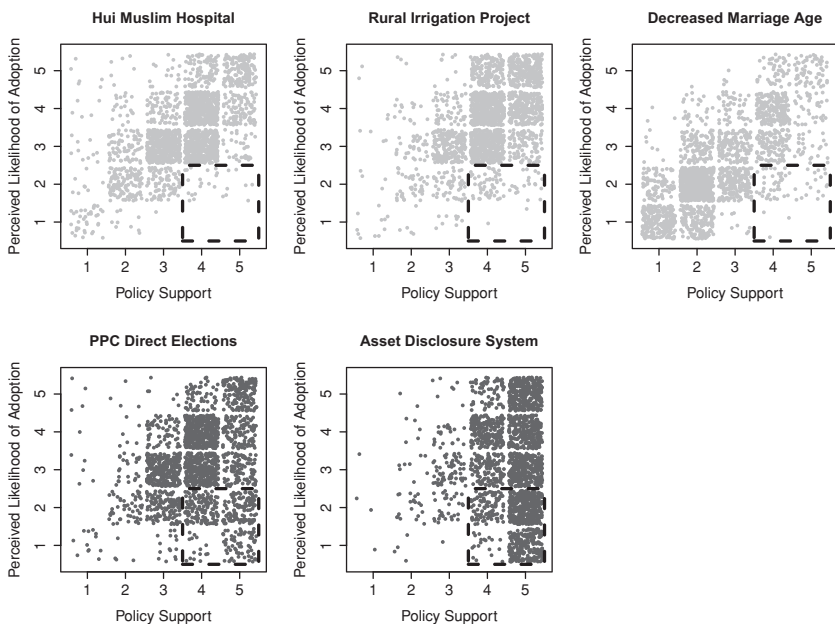 Hui Muslim Hospital
Perceived Likelihood of Adoption
5
4
3
2
1
1 2 3 4 5
Policy Support
Rural Irrigation Project
Perceived Likelihood of Adoption
5
4
3
2
1
1 2 3 4 5
Policy Support
Decreased Marriage Age
Perceived Likelihood of Adoption
5
4
3
2
1
1 2 3 4 5
Policy Support
PPC Direct Elections
Perceived Likelihood of Adoption
5
4
3
2
1
1 2 3 4 5
Policy Support
Asset Disclosure System
Perceived Likelihood of Adoption
5
4
3
2
1
1 2 3 4 5
Policy Support